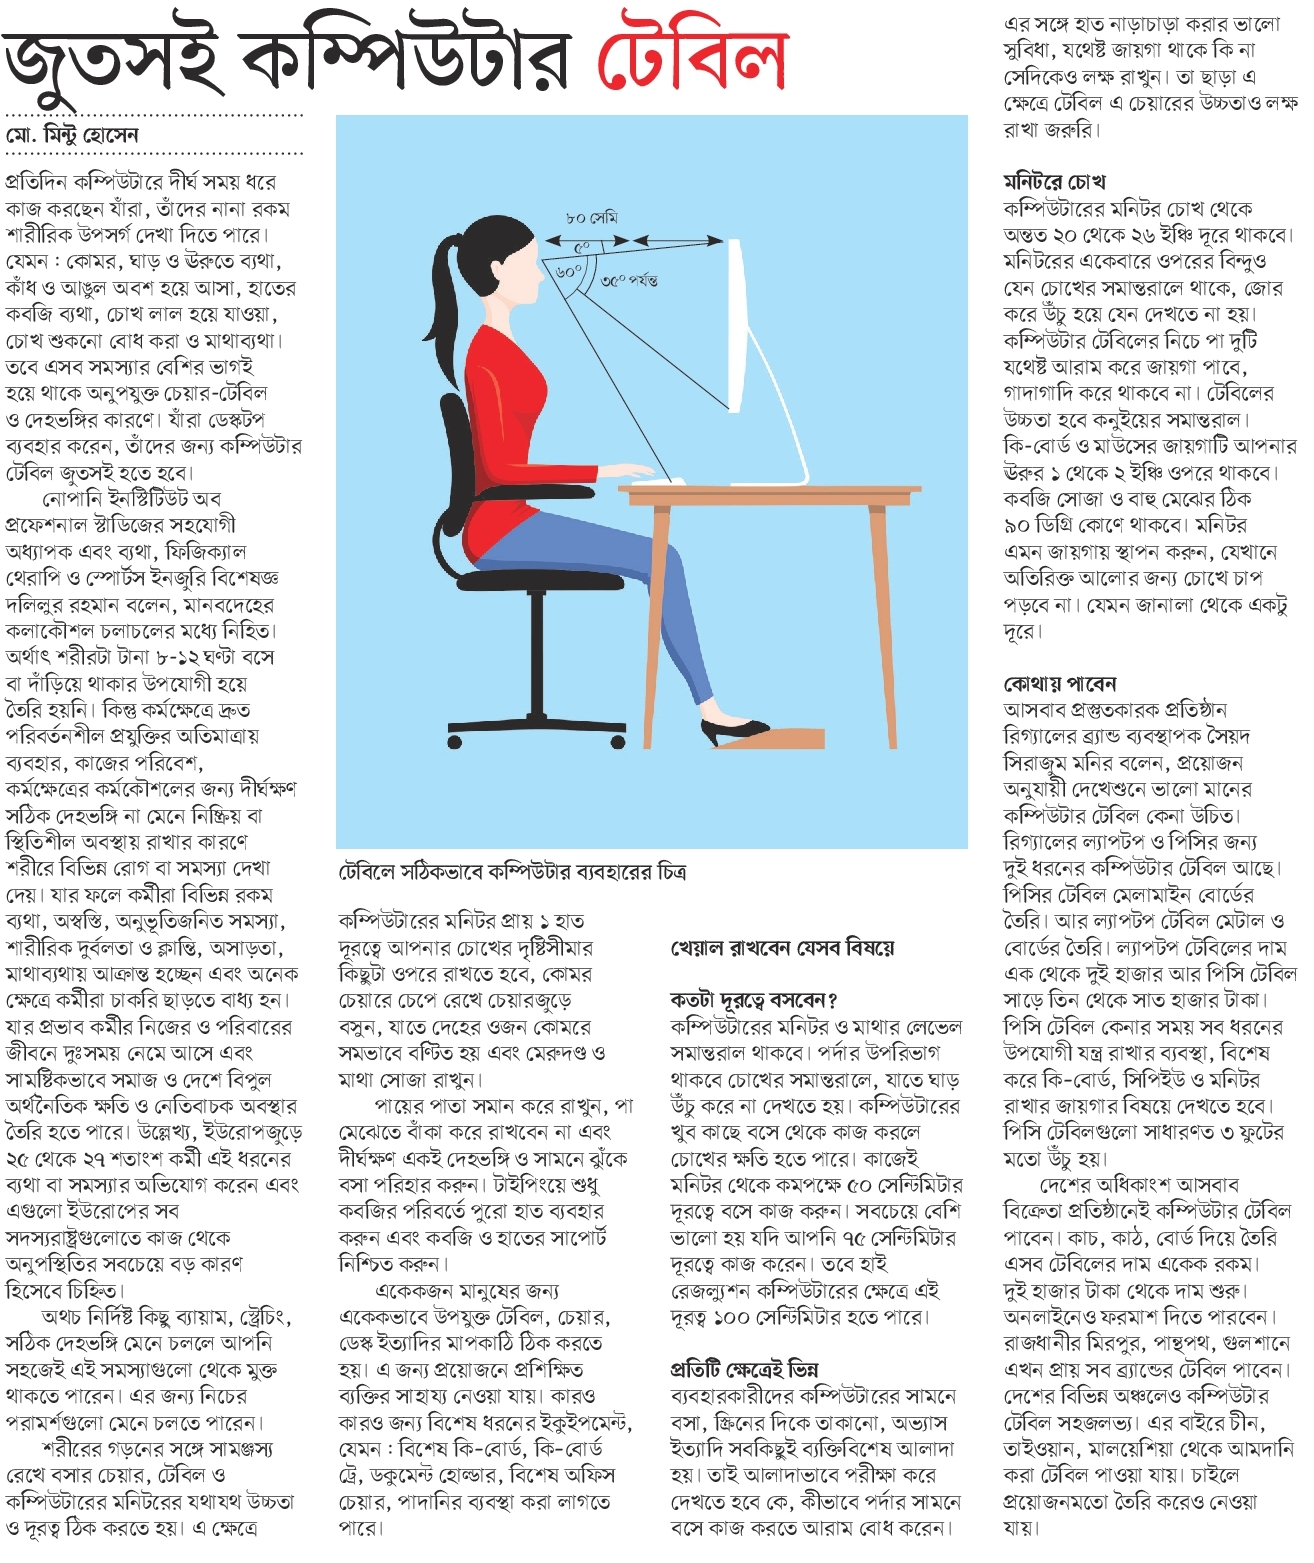 জুতসই কম্পিউটার টেবিল
মো. মিন্টু হোসেন
প্রতিদিন কম্পিউটারে দীর্ঘ সময় ধরে
কাজ করছেন যাঁরা, তাঁদের নানা রকম
শারীরিক উপসর্গ দেখা দিতে পারে।
যেমন : কোমর, ঘাড় ও ঊরুতে ব্যথা,
কাঁধ ও আঙুল অবশ হয়ে আসা, হাতের
কবজি ব্যথা, চোখ লাল হয়ে যাওয়া,
চোখ শুকনো বোধ করা ও মাথাব্যথা।
তবে এসব সমস্যার বেশির ভাগই
হয়ে থাকে অনুপযুক্ত চেয়ার-টেবিল
ও দেহভঙ্গির কারণে। যাঁরা ডেস্কটপ
ব্যবহার করেন, তাঁদের জন্য কম্পিউটার
টেবিল জুতসই হতে হবে।
নোপানি ইনস্টিটিউট অব
প্রফেশনাল স্টাডিজের সহযোগী
অধ্যাপক এবং ব্যথা, ফিজিক্যাল
থেরাপি ও স্পোর্টস ইনজুরি বিশেষজ্ঞ
দলিলুর রহমান বলেন, মানবদেহের
কলাকৌশল চলাচলের মধ্যে নিহিত।
অর্থাৎ শরীরটা টানা ৮-১২ ঘণ্টা বসে
বা দাঁড়িয়ে থাকার উপযোগী হয়ে
তৈরি হয়নি। কিন্তু কর্মক্ষেত্রে দ্রুত
পরিবর্তনশীল প্রযুক্তির অতিমাত্রায়
ব্যবহার, কাজের পরিবেশ,
কর্মক্ষেত্রের কর্মকৌশলের জন্য দীর্ঘক্ষণ
সঠিক দেহভঙ্গি না মেনে নিষ্ক্রিয় বা
স্থিতিশীল অবস্থায় রাখার কারণে
শরীরে বিভিন্ন রোগ বা সমস্যা দেখা
দেয়। যার ফলে কর্মীরা বিভিন্ন রকম
ব্যথা, অস্বস্তি, অনুভূতিজনিত সমস্যা,
শারীরিক দুর্বলতা ও ক্লান্তি, অসাড়তা,
মাথাব্যথায় আক্রান্ত হচ্ছেন এবং অনেক
ক্ষেত্রে কর্মীরা চাকরি ছাড়তে বাধ্য হন।
যার প্রভাব কর্মীর নিজের ও পরিবারের
জীবনে দুঃসময় নেমে আসে এবং
সামষ্টিকভাবে সমাজ ও দেশে বিপুল
অর্থনৈতিক ক্ষতি ও নেতিবাচক অবস্থার
তৈরি হতে পারে। উল্লেখ্য, ইউরোপজুড়ে
২৫ থেকে ২৭ শতাংশ কর্মী এই ধরনের
ব্যথা বা সমস্যার অভিযোগ করেন এবং
এগুলো ইউরোপের সব
সদস্যরাষ্ট্রগুলোতে কাজ থেকে
অনুপস্থিতির সবচেয়ে বড় কারণ
হিসেবে চিহ্নিত।
অথচ নির্দিষ্ট কিছু ব্যায়াম, স্ট্রেচিং,
সঠিক দেহভঙ্গি মেনে চললে আপনি
সহজেই এই সমস্যাগুলো থেকে মুক্ত
থাকতে পারেন। এর জন্য নিচের
পরামর্শগুলো মেনে চলতে পারেন।
শরীরের গড়নের সঙ্গে সামঞ্জস্য
রেখে বসার চেয়ার, টেবিল ও
কম্পিউটারের মনিটরের যথাযথ উচ্চতা
ও দূরত্ব ঠিক করতে হয়। এ ক্ষেত্রে
৮০ সেমি
৫°
৬০°
৩৫° পর্যন্ত
টেবিলে সঠিকভাবে কম্পিউটার ব্যবহারের চিত্র
কম্পিউটারের মনিটর প্রায় ১ হাত
দূরত্বে আপনার চোখের দৃষ্টিসীমার
কিছুটা ওপরে রাখতে হবে, কোমর
চেয়ারে চেপে রেখে চেয়ারজুড়ে
বসুন, যাতে দেহের ওজন কোমরে
সমভাবে বণ্টিত হয় এবং মেরুদণ্ড ও
মাথা সোজা রাখুন।
পায়ের পাতা সমান করে রাখুন, পা
মেঝেতে বাঁকা করে রাখবেন না এবং
দীর্ঘক্ষণ একই দেহভঙ্গি ও সামনে ঝুঁকে
বসা পরিহার করুন। টাইপিংয়ে শুধু
কবজির পরিবর্তে পুরো হাত ব্যবহার
করুন এবং কবজি ও হাতের সাপোর্ট
নিশ্চিত করুন।
একেকজন মানুষের জন্য
একেকভাবে উপযুক্ত টেবিল, চেয়ার,
ডেস্ক ইত্যাদির মাপকাঠি ঠিক করতে
হয়। এ জন্য প্রয়োজনে প্রশিক্ষিত
ব্যক্তির সাহায্য নেওয়া যায়। কারও
কারও জন্য বিশেষ ধরনের ইকুইপমেন্ট,
যেমন : বিশেষ কি-বোর্ড, কি-বোর্ড
ট্রে, ডকুমেন্ট হোল্ডার, বিশেষ অফিস
চেয়ার, পাদানির ব্যবস্থা করা লাগতে
পারে।
খেয়াল রাখবেন যেসব বিষয়ে
কতটা দূরত্বে বসবেন?
কম্পিউটারের মনিটর ও মাথার লেভেল
সমান্তরাল থাকবে। পর্দার উপরিভাগ
থাকবে চোখের সমান্তরালে, যাতে ঘাড়
উঁচু করে না দেখতে হয়। কম্পিউটারের
খুব কাছে বসে থেকে কাজ করলে
চোখের ক্ষতি হতে পারে। কাজেই
মনিটর থেকে কমপক্ষে ৫০ সেন্টিমিটার
দূরত্বে বসে কাজ করুন। সবচেয়ে বেশি
ভালো হয় যদি আপনি ৭৫ সেন্টিমিটার
দূরত্বে কাজ করেন। তবে হাই
রেজল্যুশন কম্পিউটারের ক্ষেত্রে এই
দূরত্ব ১০০ সেন্টিমিটার হতে পারে।
প্রতিটি ক্ষেত্রেই ভিন্ন
ব্যবহারকারীদের কম্পিউটারের সামনে
বসা, স্ক্রিনের দিকে তাকানো, অভ্যাস
ইত্যাদি সবকিছুই ব্যক্তিবিশেষ আলাদা
হয়। তাই আলাদাভাবে পরীক্ষা করে
দেখতে হবে কে, কীভাবে পর্দার সামনে
বসে কাজ করতে আরাম বোধ করেন।
এর সঙ্গে হাত নাড়াচাড়া করার ভালো
সুবিধা, যথেষ্ট জায়গা থাকে কি না
সেদিকেও লক্ষ রাখুন। তা ছাড়া এ
ক্ষেত্রে টেবিল এ চেয়ারের উচ্চতাও লক্ষ
রাখা জরুরি।
মনিটরে চোখ
কম্পিউটারের মনিটর চোখ থেকে
অন্তত ২০ থেকে ২৬ ইঞ্চি দূরে থাকবে।
মনিটরের একেবারে ওপরের বিন্দুও
যেন চোখের সমান্তরালে থাকে, জোর
করে উঁচু হয়ে যেন দেখতে না হয়।
কম্পিউটার টেবিলের নিচে পা দুটি
যথেষ্ট আরাম করে জায়গা পাবে,
গাদাগাদি করে থাকবে না। টেবিলের
উচ্চতা হবে কনুইয়ের সমান্তরাল।
কি-বোর্ড ও মাউসের জায়গাটি আপনার
ঊরুর ১ থেকে ২ ইঞ্চি ওপরে থাকবে।
কবজি সোজা ও বাহু মেঝের ঠিক
৯০ ডিগ্রি কোণে থাকবে। মনিটর
এমন জায়গায় স্থাপন করুন, যেখানে
অতিরিক্ত আলোর জন্য চোখে চাপ
পড়বে না। যেমন জানালা থেকে একটু
দূরে।
কোথায় পাবেন
আসবাব প্রস্তুতকারক প্রতিষ্ঠান
রিগ্যালের ব্র্যান্ড ব্যবস্থাপক সৈয়দ
সিরাজুম মনির বলেন, প্রয়োজন
অনুযায়ী দেখেশুনে ভালো মানের
কম্পিউটার টেবিল কেনা উচিত।
রিগ্যালের ল্যাপটপ ও পিসির জন্য
দুই ধরনের কম্পিউটার টেবিল আছে।
পিসির টেবিল মেলামাইন বোর্ডের
তৈরি। আর ল্যাপটপ টেবিল মেটাল ও
বোর্ডের তৈরি। ল্যাপটপ টেবিলের দাম
এক থেকে দুই হাজার আর পিসি টেবিল
সাড়ে তিন থেকে সাত হাজার টাকা।
পিসি টেবিল কেনার সময় সব ধরনের
উপযোগী যন্ত্র রাখার ব্যবস্থা, বিশেষ
করে কি-বোর্ড, সিপিইউ ও মনিটর
রাখার জায়গার বিষয়ে দেখতে হবে।
পিসি টেবিলগুলো সাধারণত ৩ ফুটের
মতো উঁচু হয়।
দেশের অধিকাংশ আসবাব
বিক্রেতা প্রতিষ্ঠানেই কম্পিউটার টেবিল
পাবেন। কাচ, কাঠ, বোর্ড দিয়ে তৈরি
এসব টেবিলের দাম একেক রকম।
দুই হাজার টাকা থেকে দাম শুরু।
অনলাইনেও ফরমাশ দিতে পারবেন।
রাজধানীর মিরপুর, পান্থপথ, গুলশানে
এখন প্রায় সব ব্র্যান্ডের টেবিল পাবেন।
দেশের বিভিন্ন অঞ্চলেও কম্পিউটার
টেবিল সহজলভ্য। এর বাইরে চীন,
তাইওয়ান, মালয়েশিয়া থেকে আমদানি
করা টেবিল পাওয়া যায়। চাইলে
প্রয়োজনমতো তৈরি করেও নেওয়া
যায়।